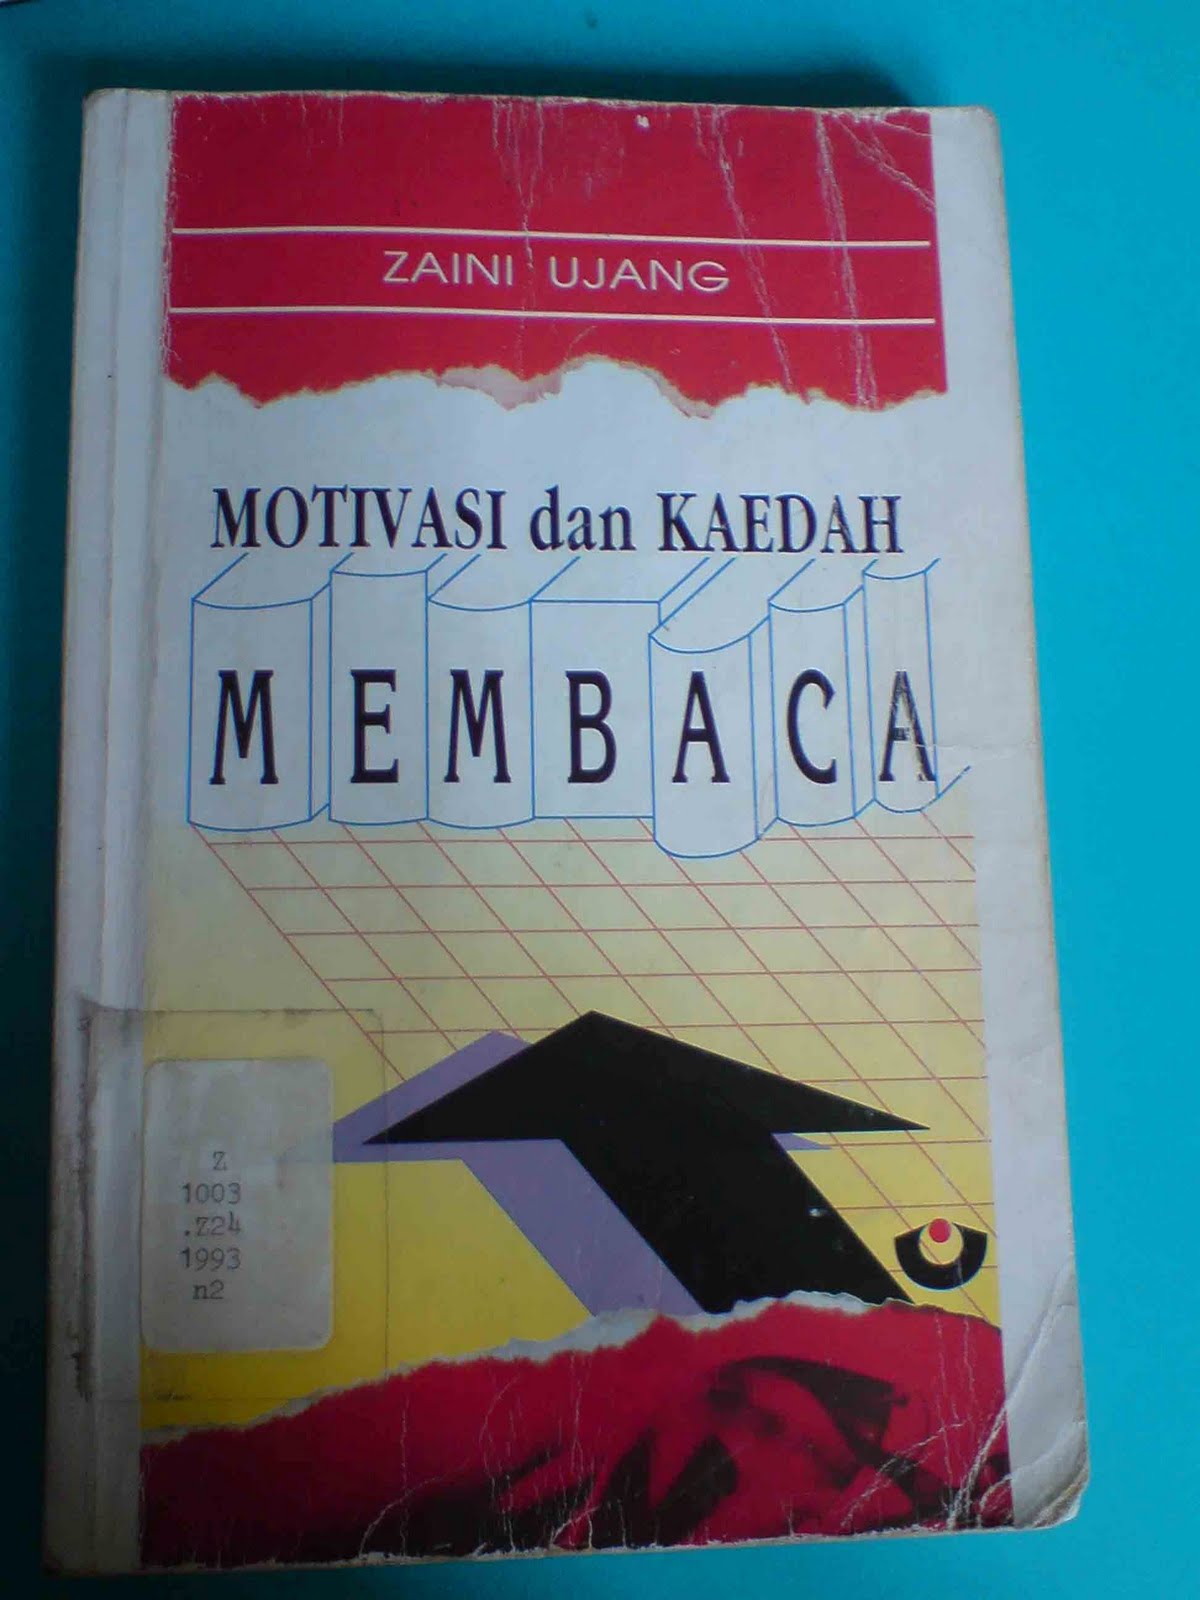 ZAINI UJANG
MOTIVASI dan KAEDAH
MEMBACA
Z
1003
.Z24
1993
n2